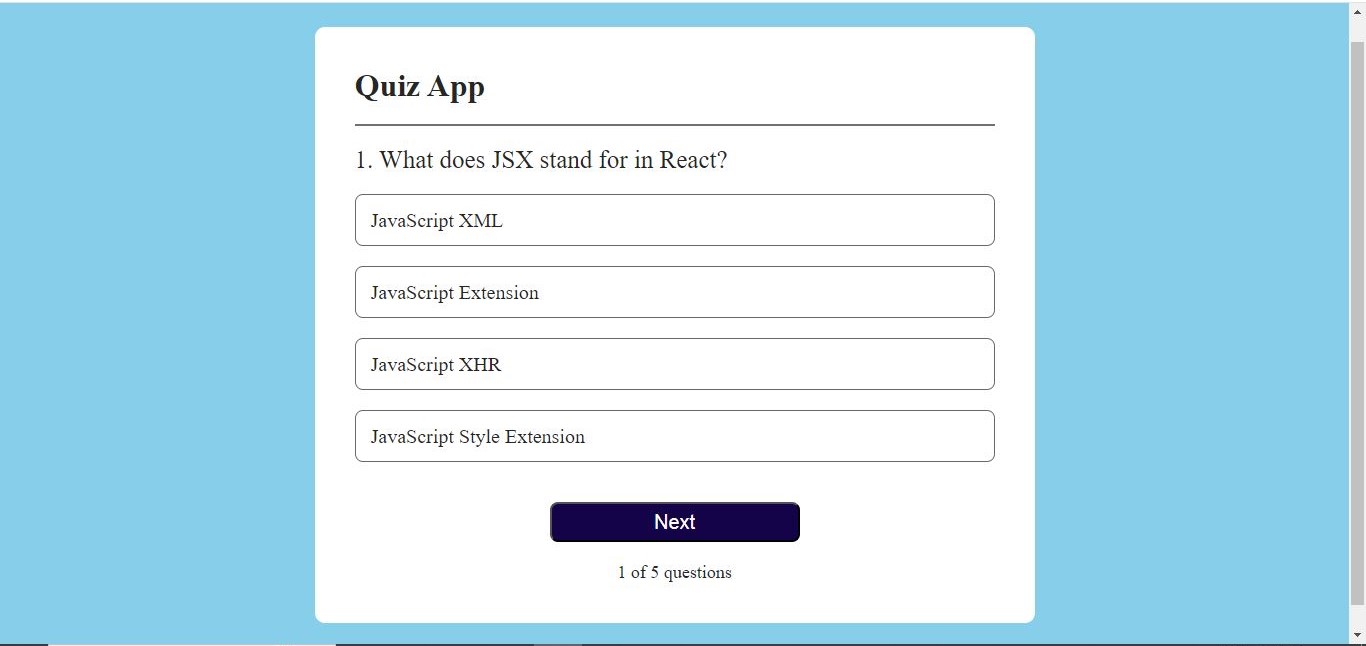 Quiz App
1. What does JSX stand for in React?
JavaScript XML
JavaScript Extension
JavaScript XHR
JavaScript Style Extension
Next
1 of 5 questions